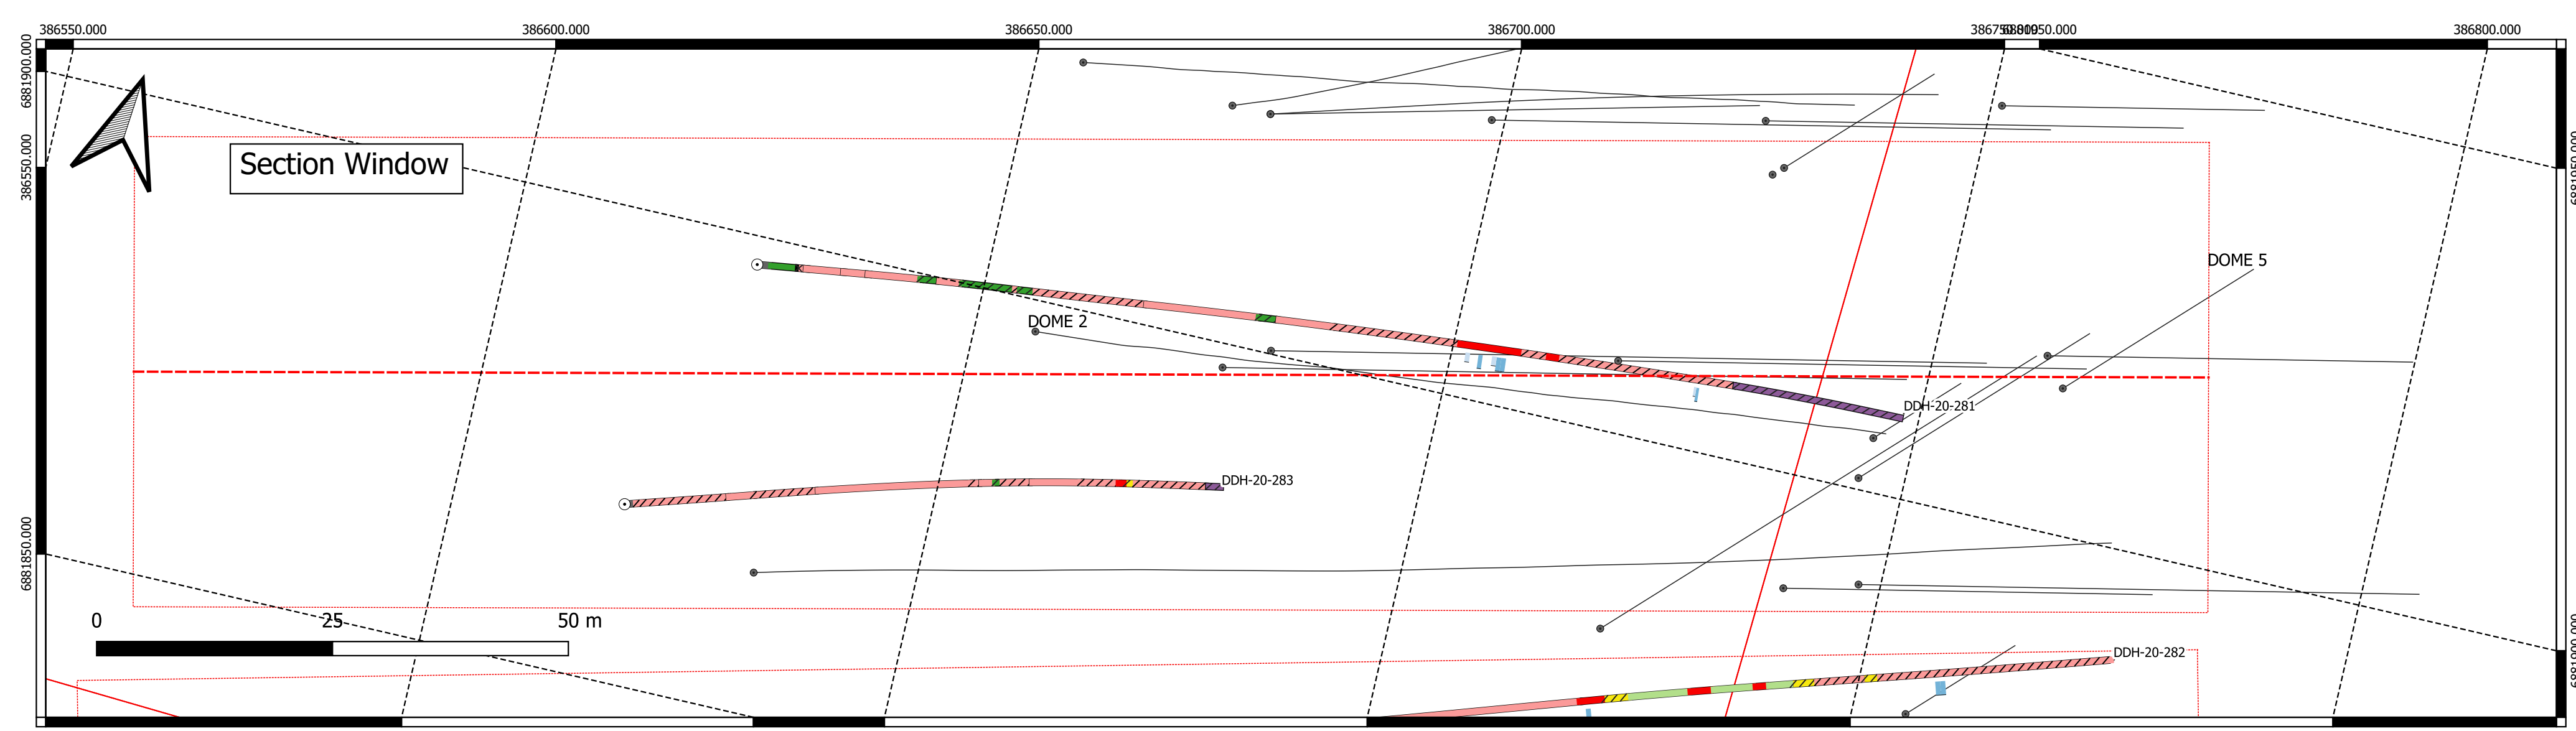 386550.000
386600.000
386650.000
386700.000
386750.000
6881950.000
386800.000
6881900.000
386550.000
6881850.000
Section Window
DOME 5
DOME 2
DDH-20-281
DDH-20-283
DDH-20-282
0
25
50 m